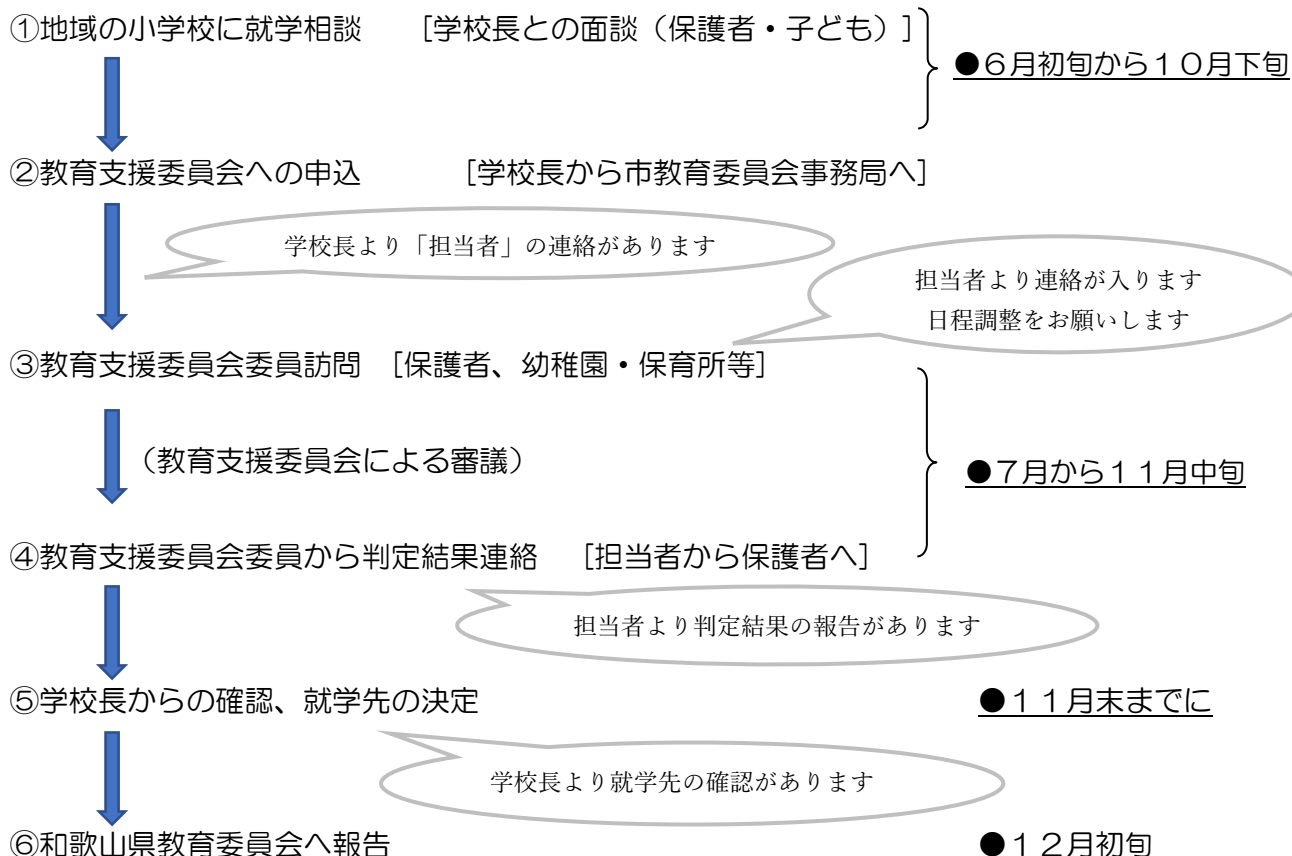 ①地域の小学校に就学相談　　[学校長との面談（保護者・子ども）]
●６月初旬から１０月下旬
②教育支援委員会への申込　　　　[学校長から市教育委員会事務局へ]
学校長より「担当者」の連絡があります
担当者より連絡が入ります
日程調整をお願いします
③教育支援委員会委員訪問　[保護者、幼稚園・保育所等]
（教育支援委員会による審議）
●７月から１１月中旬
④教育支援委員会委員から判定結果連絡　　[担当者から保護者へ]
担当者より判定結果の報告があります
⑤学校長からの確認、就学先の決定　　●１１月末までに
学校長より就学先の確認があります
⑥和歌山県教育委員会へ報告　　●１２月初旬